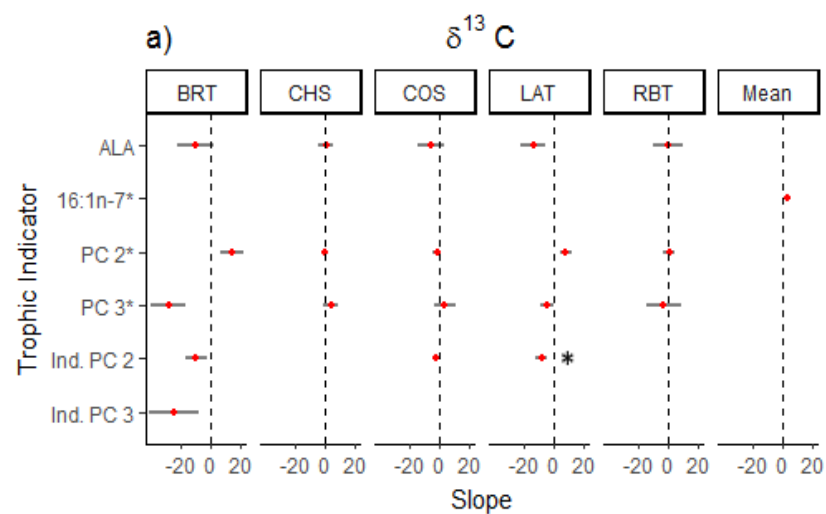 a) δ¹³ C
BRT CHS COS LAT RBT Mean
Trophic Indicator
ALA
16:1n-7*
PC 2*
PC 3*
Ind. PC 2 *
Ind. PC 3
-20 0 20 -20 0 20 -20 0 20 -20 0 20 -20 0 20 -20 0 20
Slope